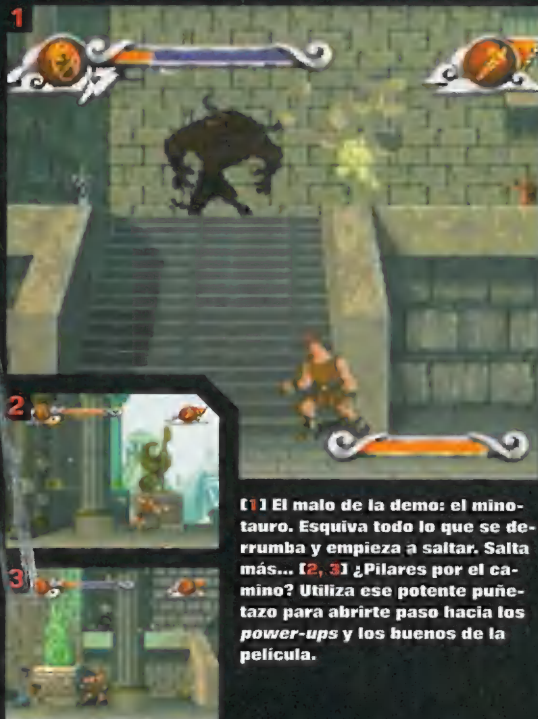 1
2
3
[1] El malo de la demo: el mino-
tauro. Esquiva todo lo que se de-
rrumba y empieza a saltar. Salta
más... [2, 3] ¿Pilares por el ca-
mino? Utiliza ese potente puñe-
tazo para abrirte paso hacia los
power-ups y los buenos de la
película.